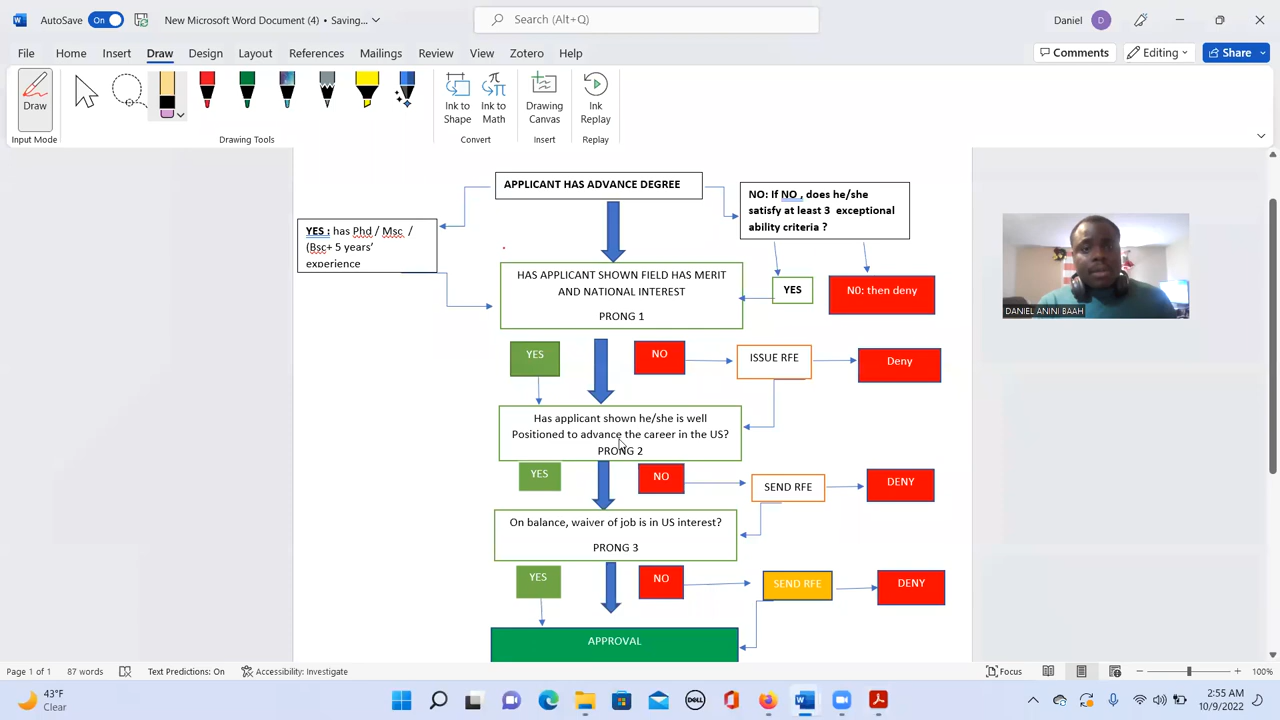 AutoSave On New Microsoft Word Document (4) • Saving...
Search (Alt+Q)
Daniel D
File Home Insert Draw Design Layout References Mailings Review View Zotero Help
Comments Editing Share
Draw
Input Mode
Drawing Tools
Ink to Shape
Ink to Math
Convert
Drawing Canvas
Insert
Ink Replay
Replay
APPLICANT HAS ADVANCE DEGREE
NO: If NO , does he/she
satisfy at least 3 exceptional
ability criteria ?
YES : has Phd / Msc /
(Bsc+ 5 years’
experience
HAS APPLICANT SHOWN FIELD HAS MERIT
AND NATIONAL INTEREST
PRONG 1
YES
N0: then deny
YES
NO
ISSUE RFE
Deny
Has applicant shown he/she is well
Positioned to advance the career in the US?
PRONG 2
YES
NO
SEND RFE
DENY
On balance, waiver of job is in US interest?
PRONG 3
YES
NO
SEND RFE
DENY
APPROVAL
DANIEL ANINI BAAH
Page 1 of 1 87 words Text Predictions: On Accessibility: Investigate
Focus 100%
43°F
Clear
DELL
2:55 AM
10/9/2022